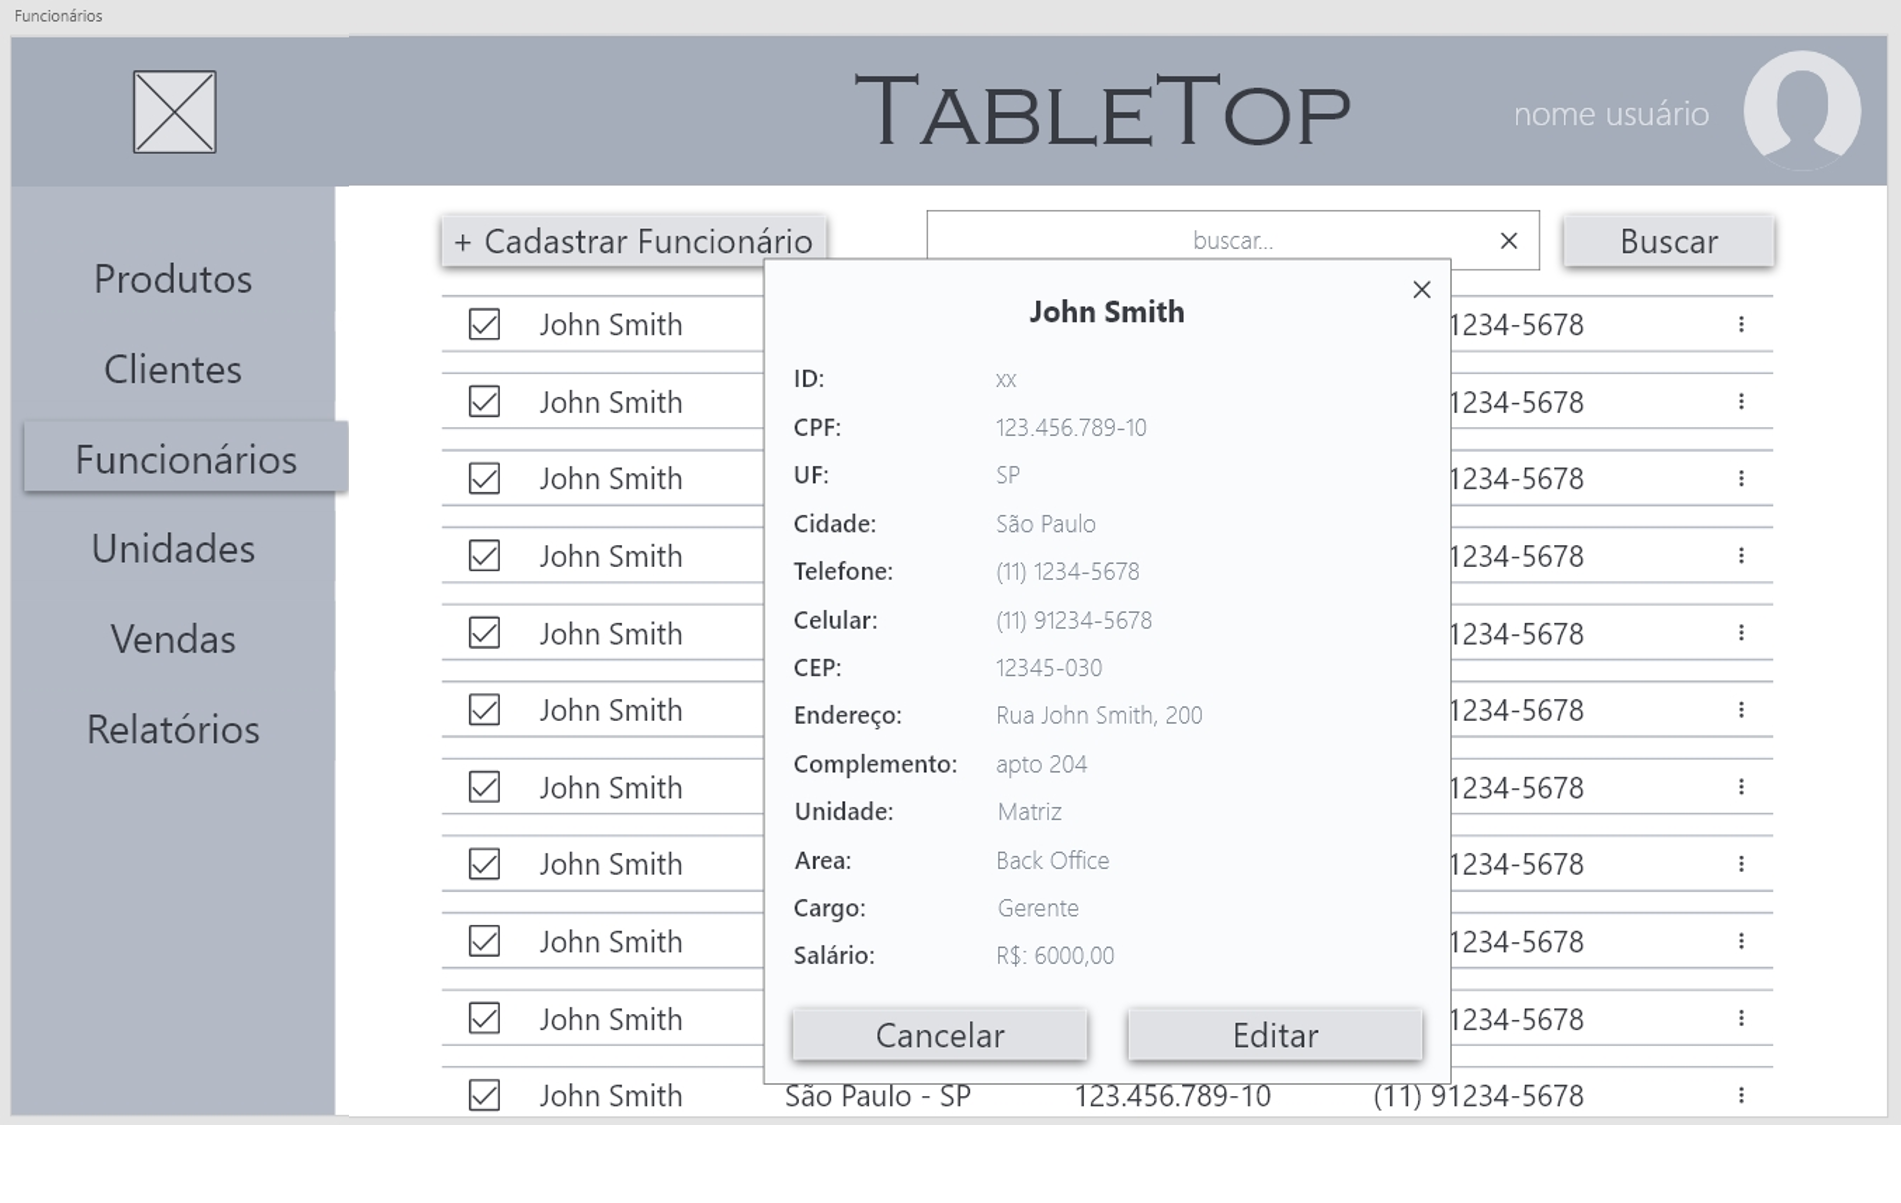 Funcionários
TABLETOP
nome usuário
+ Cadastrar Funcionário
buscar...
Buscar
Produtos
Clientes
Funcionários
Unidades
Vendas
Relatórios
John Smith
ID: xx
CPF: 123.456.789-10
UF: SP
Cidade: São Paulo
Telefone: (11) 1234-5678
Celular: (11) 91234-5678
CEP: 12345-030
Endereço: Rua John Smith, 200
Complemento: apto 204
Unidade: Matriz
Area: Back Office
Cargo: Gerente
Salário: R$: 6000,00
Cancelar Editar
John Smith 1234-5678
John Smith 1234-5678
John Smith 1234-5678
John Smith 1234-5678
John Smith 1234-5678
John Smith 1234-5678
John Smith 1234-5678
John Smith 1234-5678
John Smith 1234-5678
John Smith 1234-5678
John Smith São Paulo - SP 123.456.789-10 (11) 91234-5678